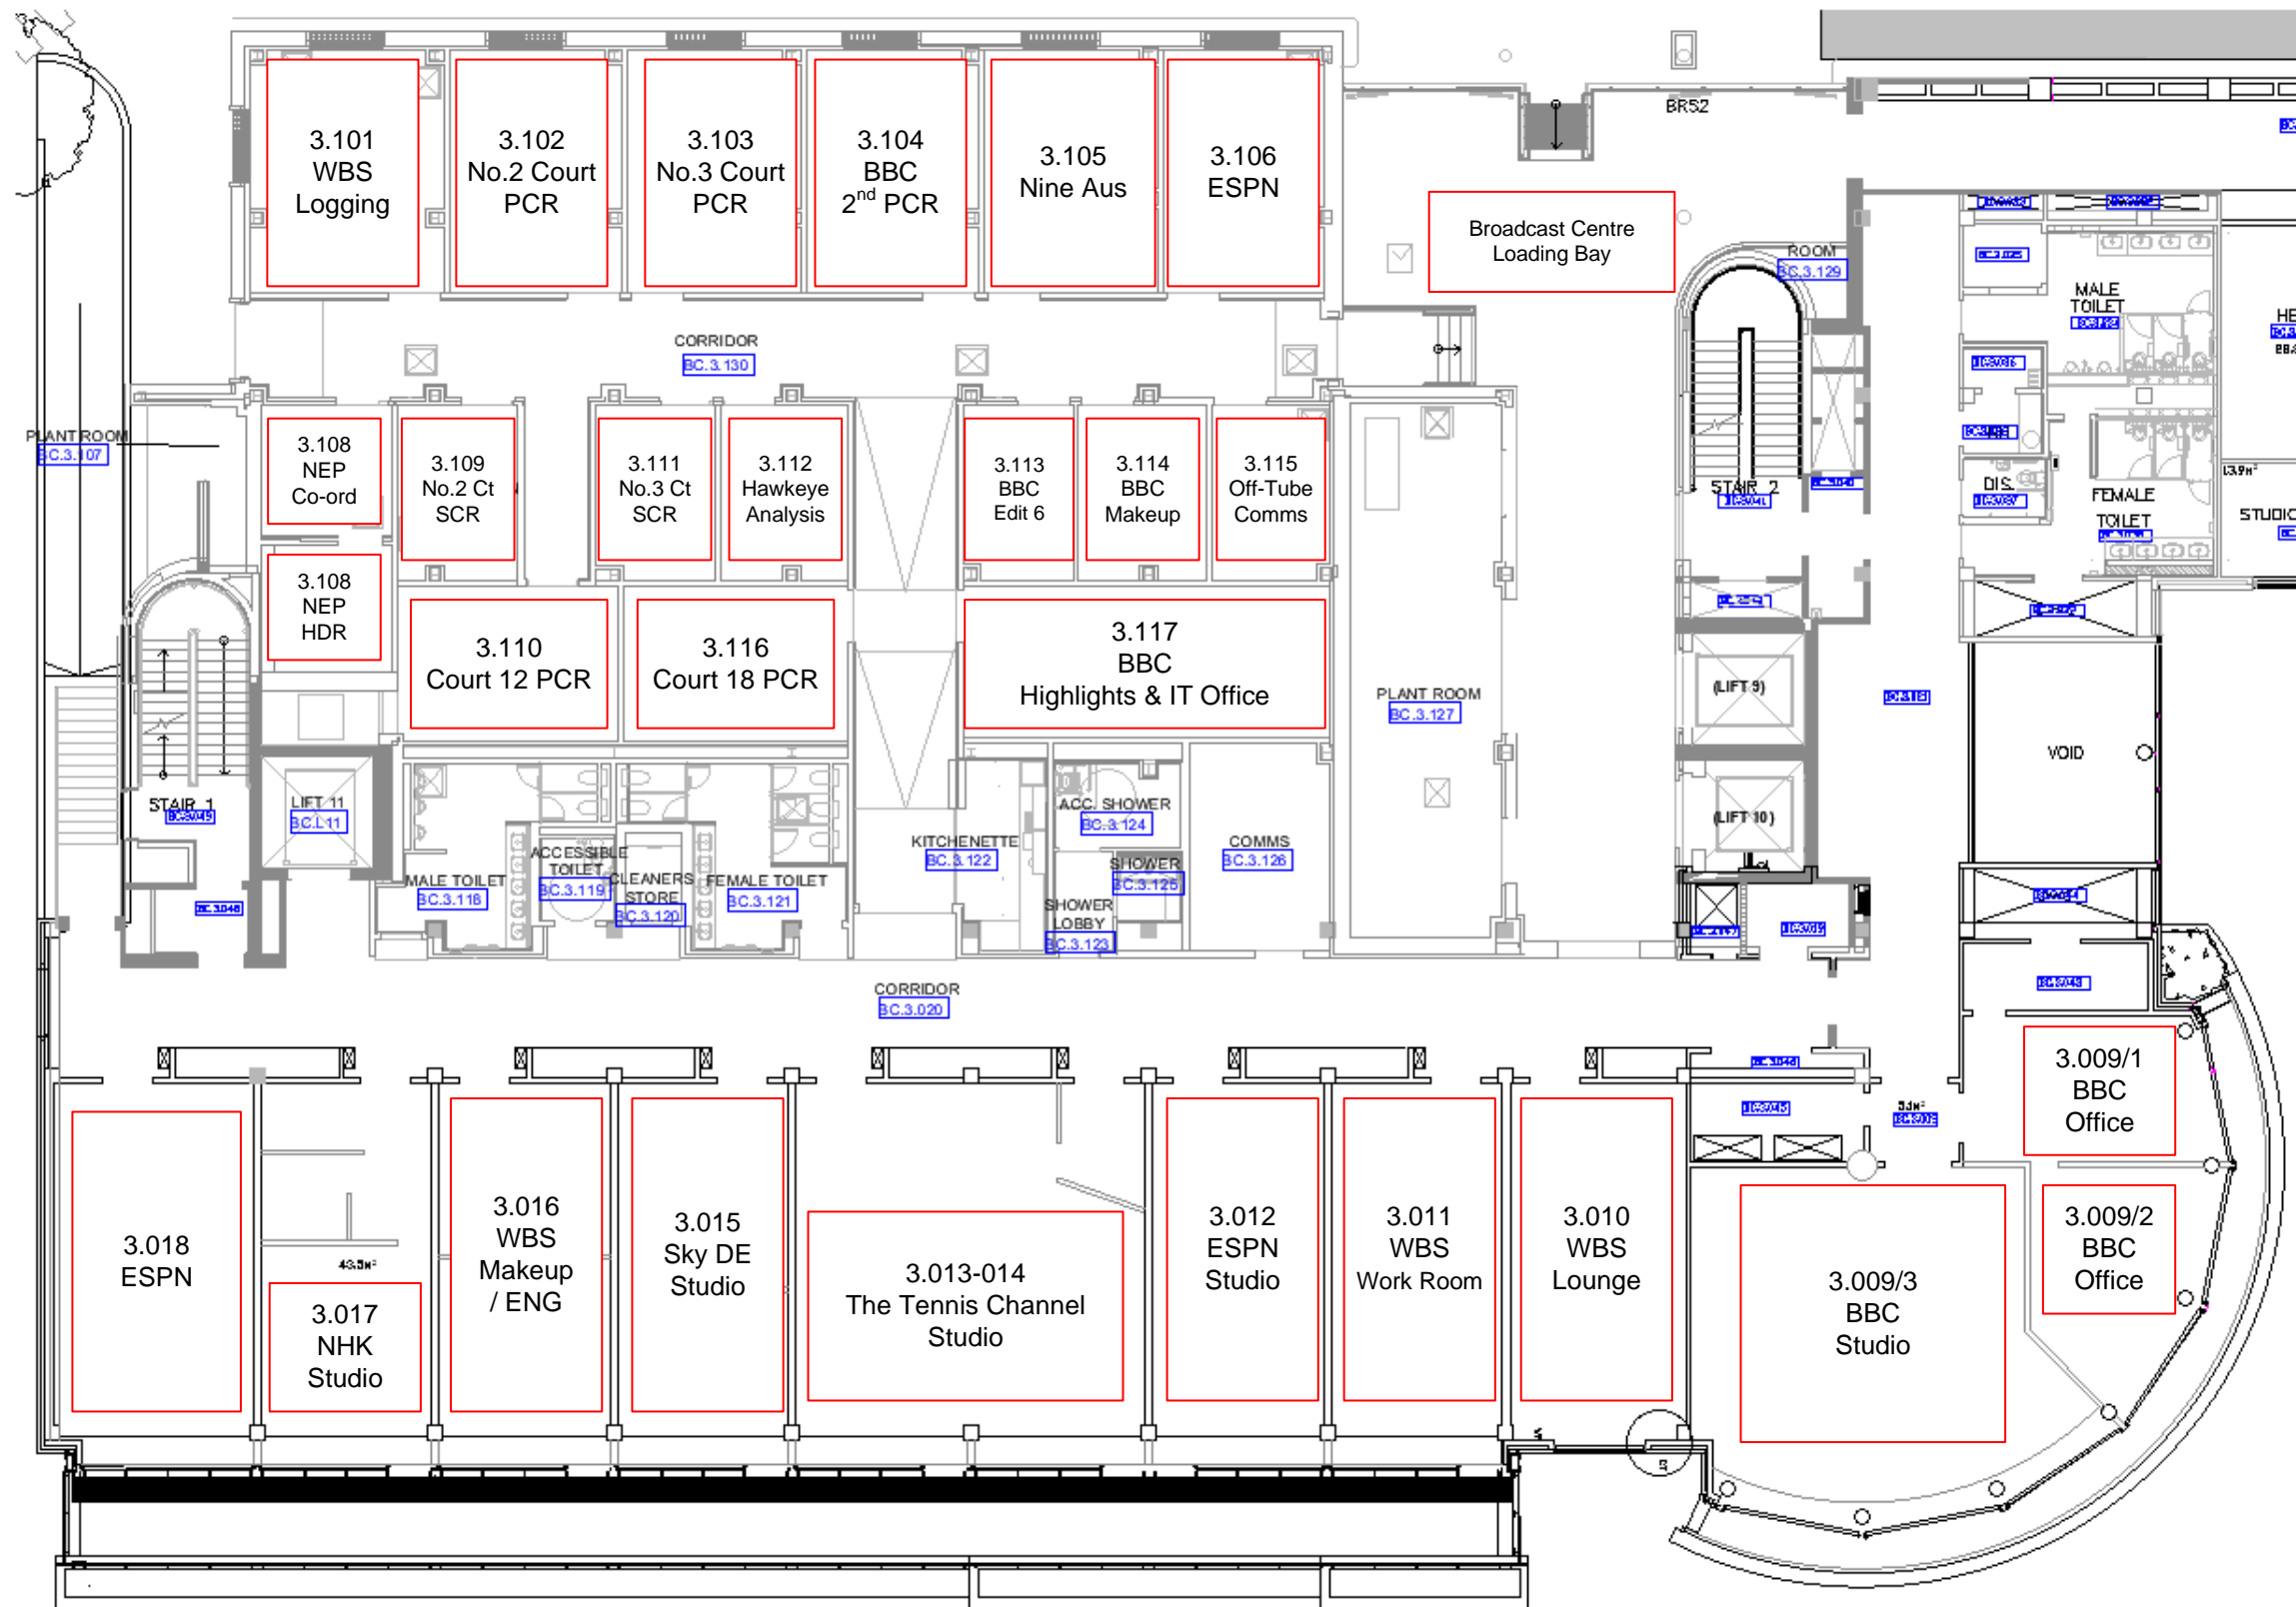 3.101
WBS
Logging
3.102
No.2 Court
PCR
3.103
No.3 Court
PCR
3.104
BBC
2nd PCR
3.105
Nine Aus
3.106
ESPN
BR52
Broadcast Centre
Loading Bay
ROOM
BC.3.129
MALE
TOILET
CORRIDOR
BC.3.130
PLANT ROOM
BC.3.107
3.108
NEP
Co-ord
3.109
No.2 Ct
SCR
3.111
No.3 Ct
SCR
3.112
Hawkeye
Analysis
3.113
BBC
Edit 6
3.114
BBC
Makeup
3.115
Off-Tube
Comms
STAIR 2
DIS.
FEMALE
TOILET
13.9M²
3.108
NEP
HDR
3.110
Court 12 PCR
3.116
Court 18 PCR
3.117
BBC
Highlights & IT Office
PLANT ROOM
BC.3.127
(LIFT 9)
VOID
STAIR 1
BC.3.049
LIFT 11
BC.L11
(LIFT 10)
ACC. SHOWER
BC.3.124
KITCHENETTE
BC.3.122
COMMS
BC.3.126
ACCESSIBLE
TOILET
BC.3.119
MALE TOILET
BC.3.118
CLEANERS
STORE
BC.3.120
FEMALE TOILET
BC.3.121
SHOWER
BC.3.125
SHOWER
LOBBY
BC.3.123
BC.3.048
CORRIDOR
BC.3.020
3.009/1
BBC
Office
3.018
ESPN
43.5M²
3.017
NHK
Studio
3.016
WBS
Makeup
/ ENG
3.015
Sky DE
Studio
3.013-014
The Tennis Channel
Studio
3.012
ESPN
Studio
3.011
WBS
Work Room
3.010
WBS
Lounge
3.009/3
BBC
Studio
3.009/2
BBC
Office